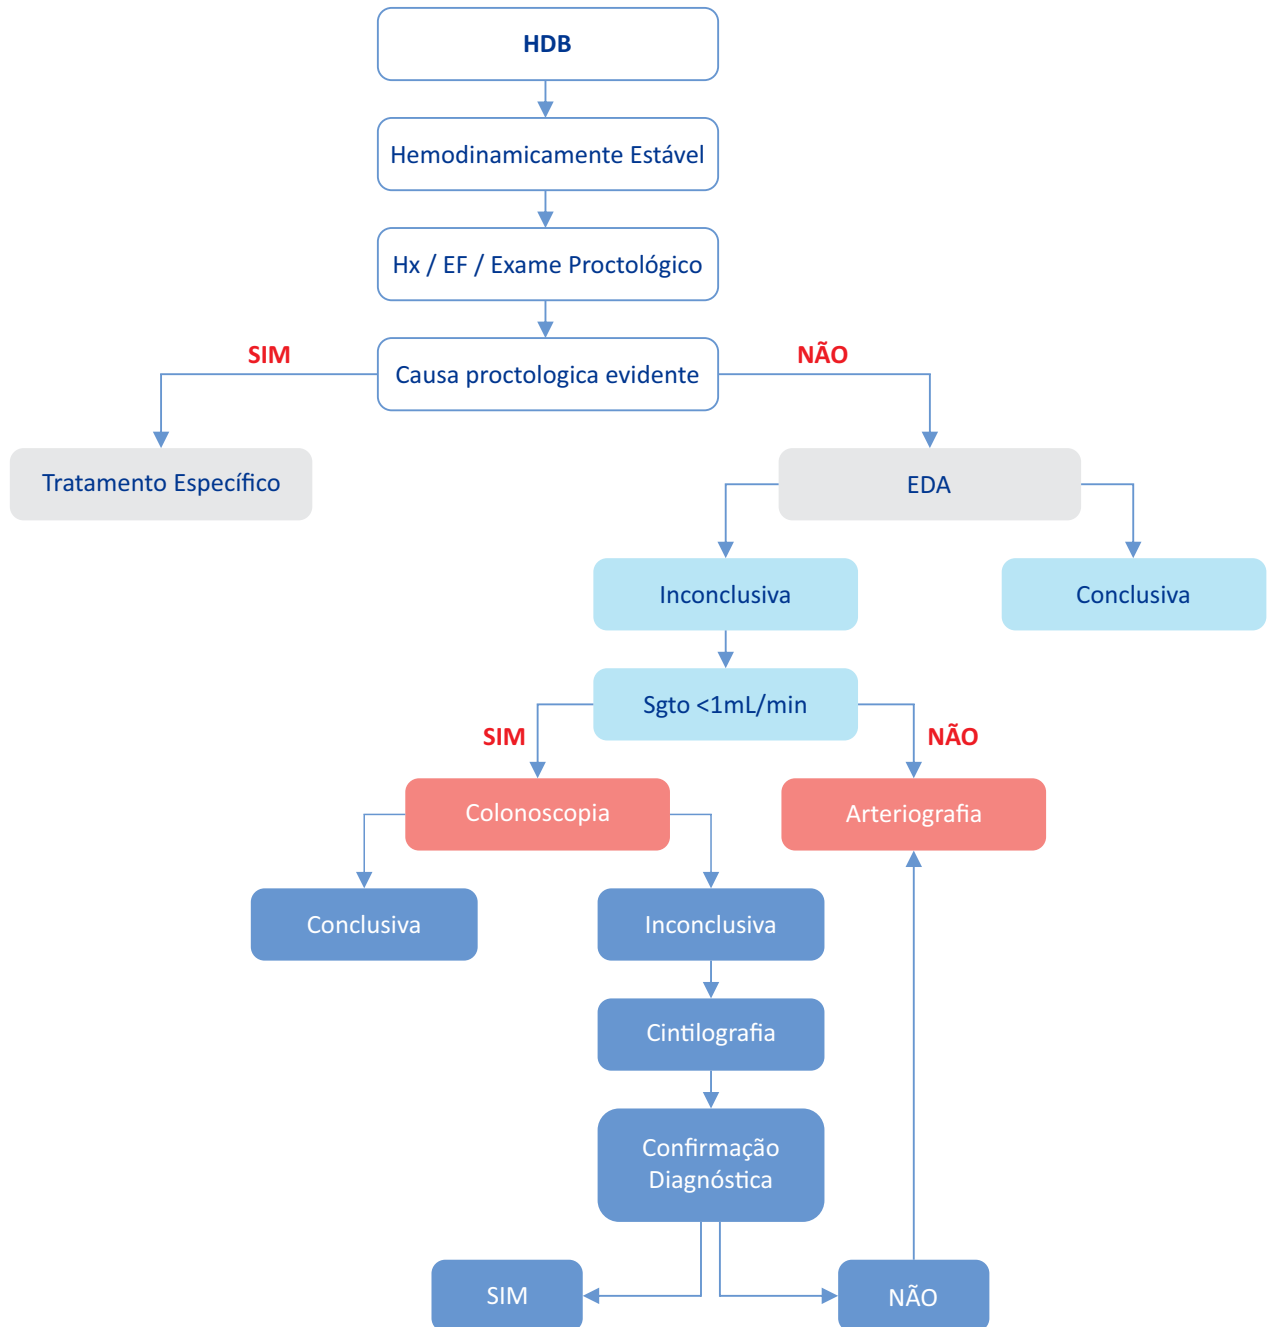 HDB
Hemodinamicamente Estável
Hx / EF / Exame Proctológico
SIM
NÃO
Causa proctologica evidente
Tratamento Específico
EDA
Inconclusiva
Conclusiva
Sgto <1mL/min
SIM
NÃO
Colonoscopia
Arteriografia
Conclusiva
Inconclusiva
Cintilografia
Confirmação
Diagnóstica
SIM
NÃO